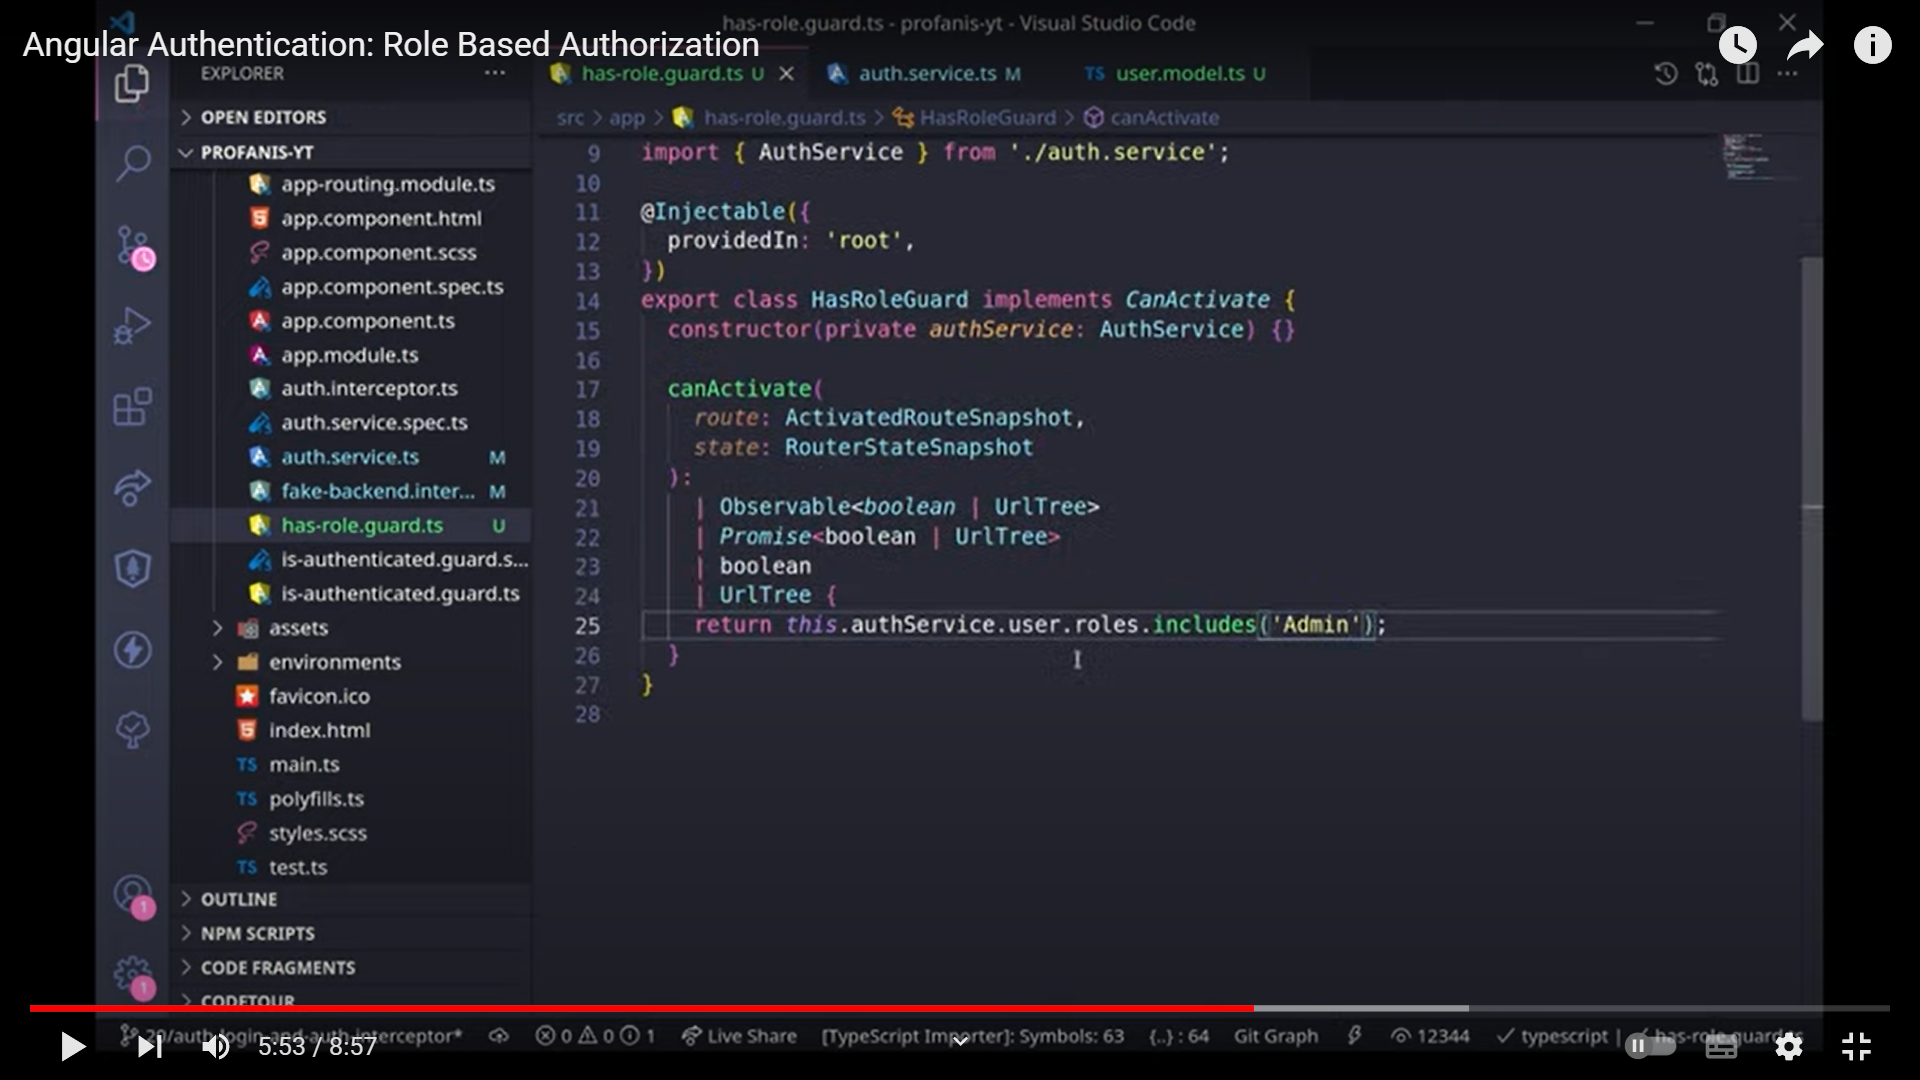 has-role.guard.ts - profanis-yt - Visual Studio Code
Angular Authentication: Role Based Authorization
EXPLORER
has-role.guard.ts U
auth.service.ts M
TS user.model.ts U
OPEN EDITORS
src > app > has-role.guard.ts > HasRoleGuard > canActivate
PROFANIS-YT
app-routing.module.ts
app.component.html
app.component.scss
app.component.spec.ts
app.component.ts
app.module.ts
auth.interceptor.ts
auth.service.spec.ts
auth.service.ts M
fake-backend.inter... M
has-role.guard.ts U
is-authenticated.guard.s...
is-authenticated.guard.ts
assets
environments
favicon.ico
index.html
TS main.ts
TS polyfills.ts
styles.scss
TS test.ts
OUTLINE
NPM SCRIPTS
CODE FRAGMENTS
CODETOUR
1
1
9 import { AuthService } from './auth.service';
10
11 @Injectable({
12 providedIn: 'root',
13 })
14 export class HasRoleGuard implements CanActivate {
15 constructor(private authService: AuthService) {}
16
17 canActivate(
18 route: ActivatedRouteSnapshot,
19 state: RouterStateSnapshot
20 ):
21 | Observable<boolean | UrlTree>
22 | Promise<boolean | UrlTree>
23 | boolean
24 | UrlTree {
25 return this.authService.user.roles.includes('Admin');
26 }
27 }
28
20/auth-login-and-auth-interceptor* 0 0 1 Live Share [TypeScript Importer]: Symbols: 63 {..} : 64 Git Graph 12344 typescript | has-role.guard.ts
5:53 / 8:57